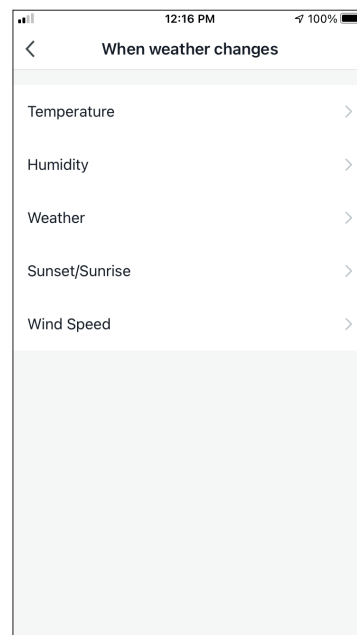 12:16 PM 100%
When weather changes
Temperature
Humidity
Weather
Sunset/Sunrise
Wind Speed